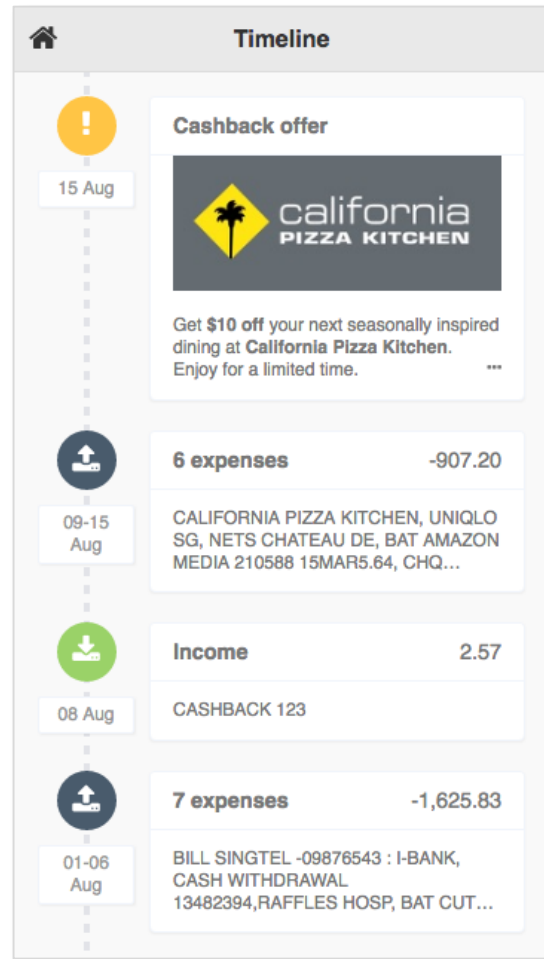 Timeline
Cashback offer
15 Aug
california
PIZZA KITCHEN
Get $10 off your next seasonally inspired
dining at California Pizza Kitchen.
Enjoy for a limited time.
...
6 expenses -907.20
09-15
Aug
CALIFORNIA PIZZA KITCHEN, UNIQLO
SG, NETS CHATEAU DE, BAT AMAZON
MEDIA 210588 15MAR5.64, CHQ...
Income 2.57
08 Aug
CASHBACK 123
7 expenses -1,625.83
01-06
Aug
BILL SINGTEL -09876543 : I-BANK,
CASH WITHDRAWAL
13482394,RAFFLES HOSP, BAT CUT...